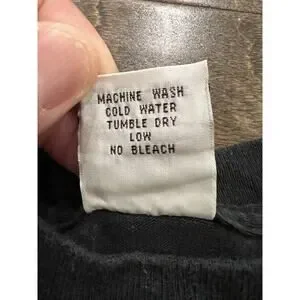 MACHINE WASH
COLD WATER
TUMBLE DRY
LOW
NO BLEACH